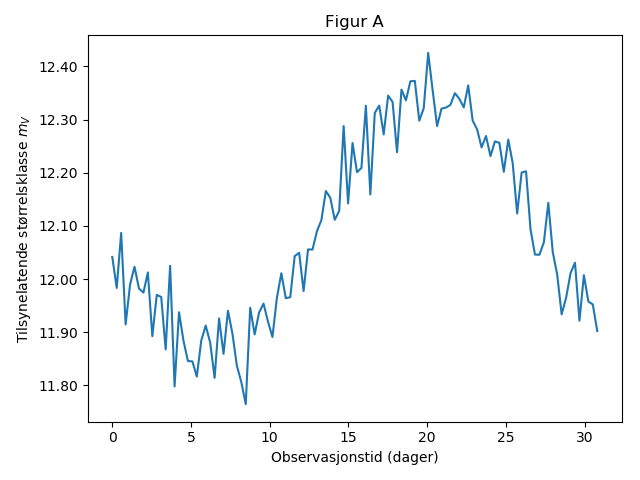 Figur A
Tilsynelatende størrelsklasse $m_V$
12.40
12.30
12.20
12.10
12.00
11.90
11.80
0 5 10 15 20 25 30
Observasjonstid (dager)